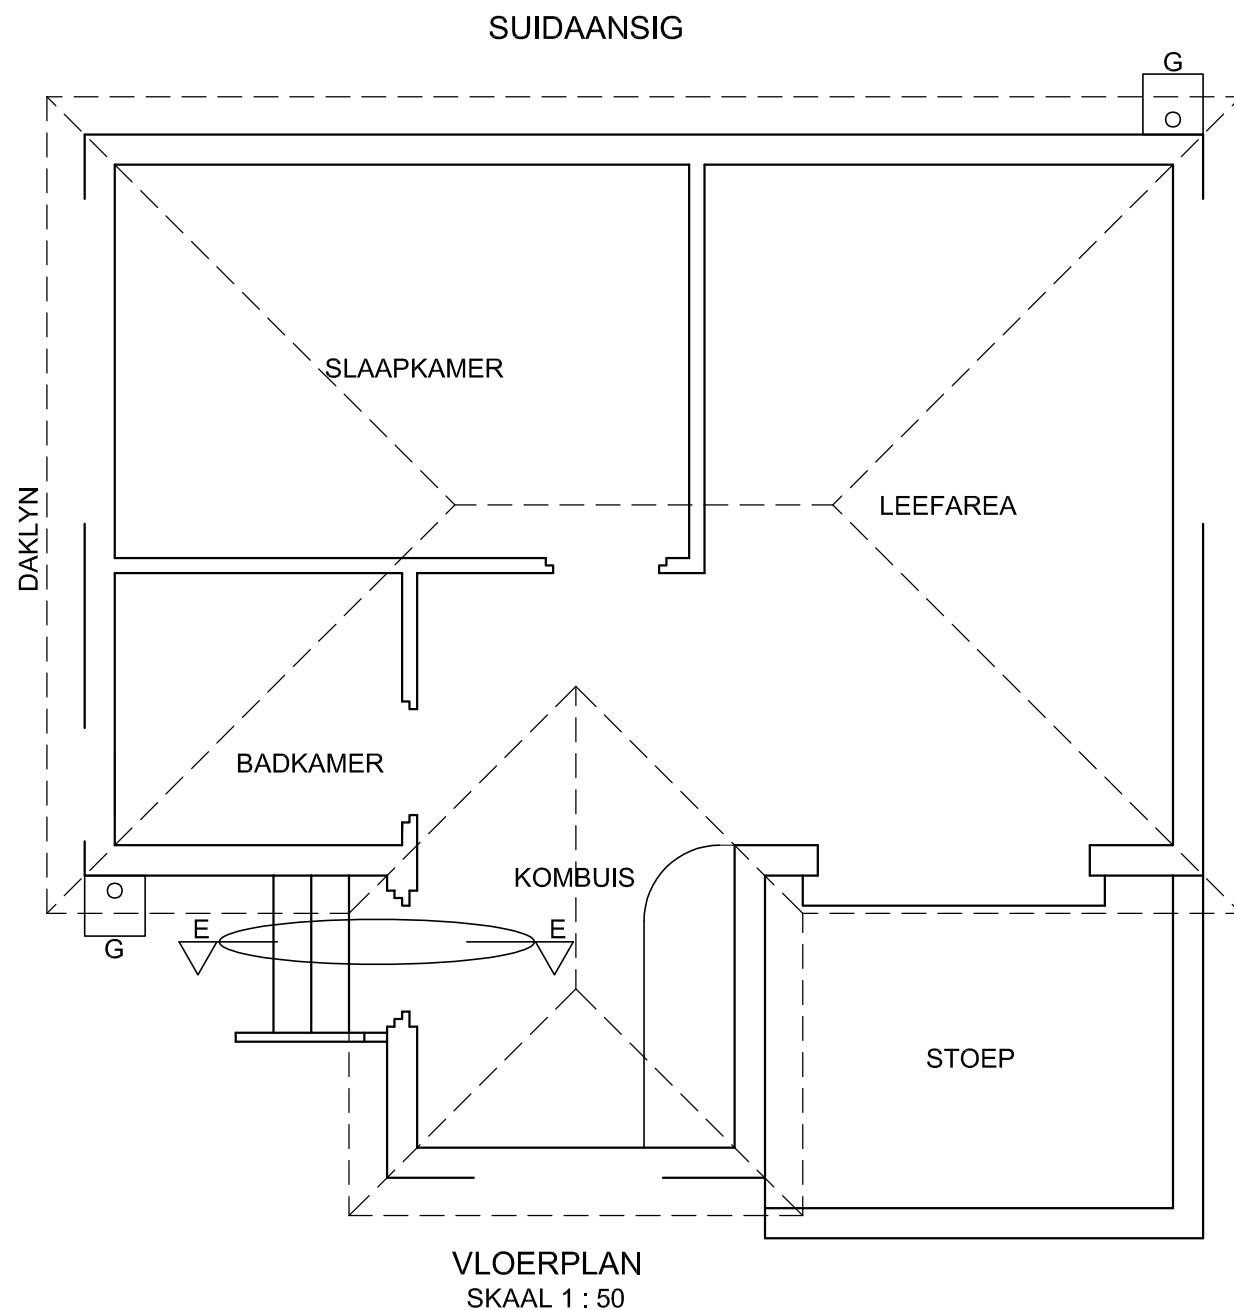 SUIDAANSIG
G
SLAAPKAMER
LEEFAREA
DAKLYN
BADKAMER
KOMBUIS
E
E
G
STOEP
VLOERPLAN
SKAAL 1 : 50